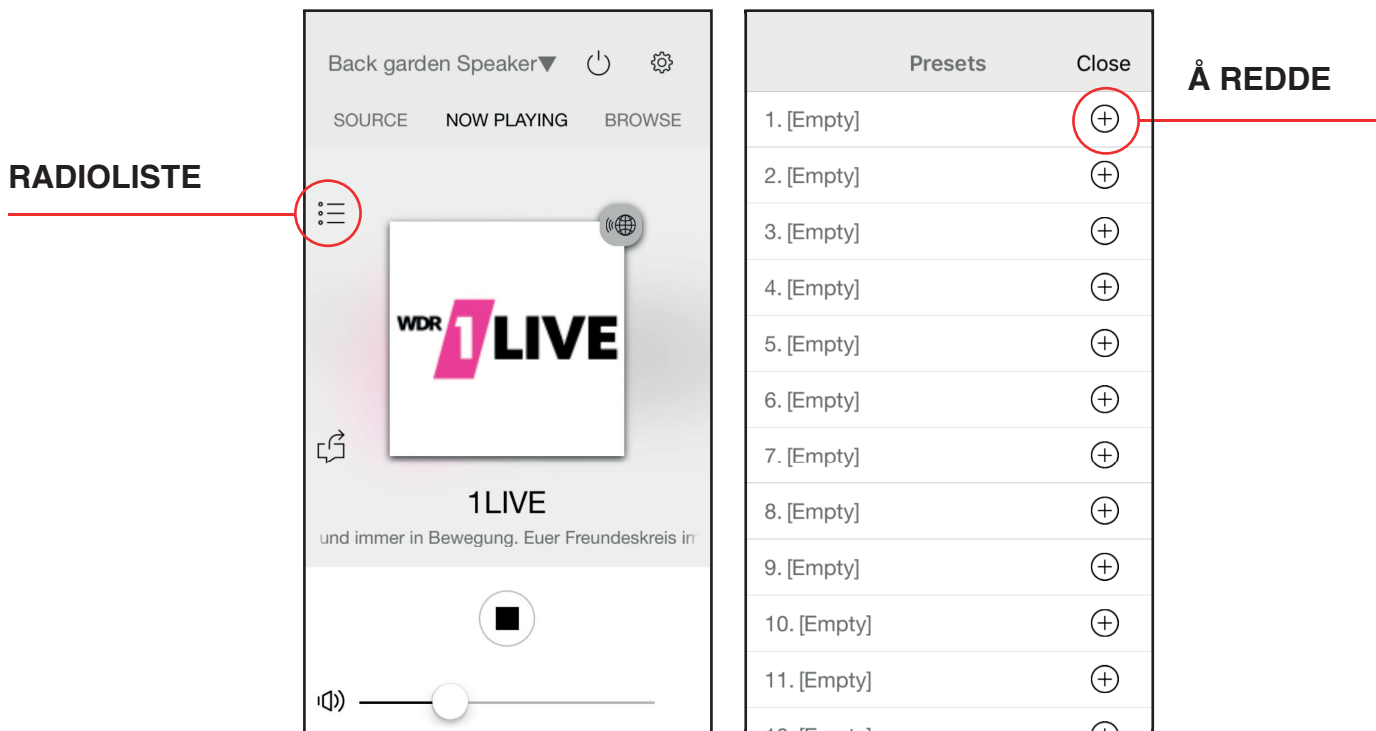 RADIOLISTE
Back garden Speaker▼
SOURCE NOW PLAYING BROWSE
WDR 1LIVE
1LIVE
und immer in Bewegung. Euer Freundeskreis im
Presets Close
1. [Empty]
2. [Empty]
3. [Empty]
4. [Empty]
5. [Empty]
6. [Empty]
7. [Empty]
8. [Empty]
9. [Empty]
10. [Empty]
11. [Empty]
Å REDDE